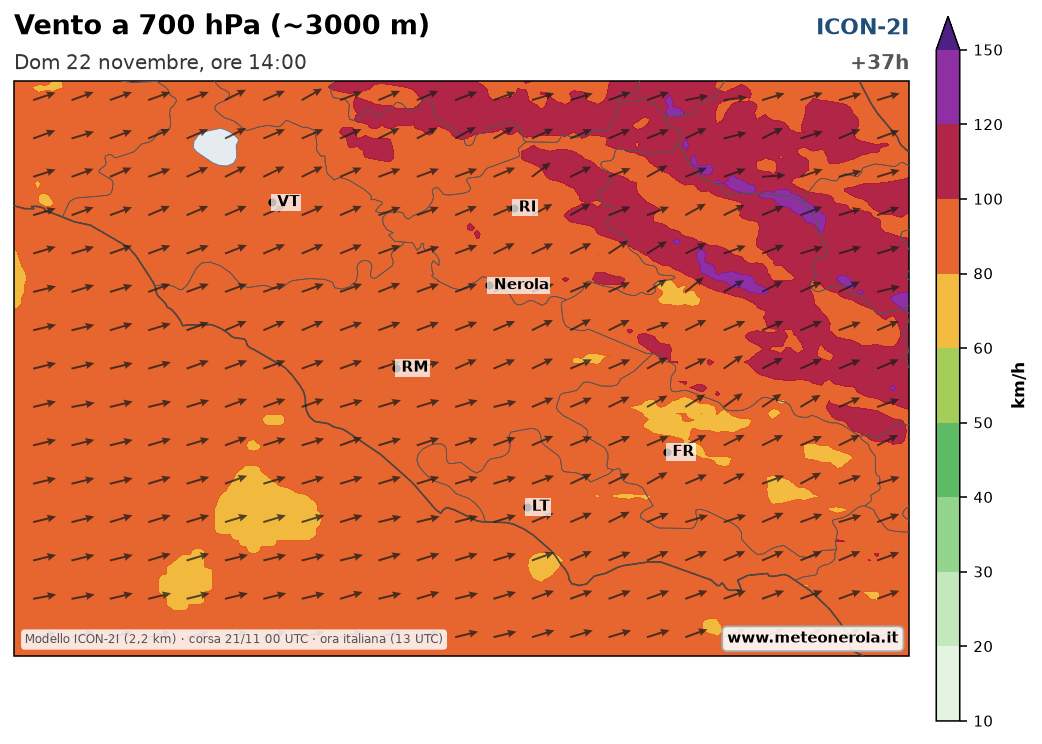 Vento a 700 hPa (~3000 m)
ICON-2I
Dom 22 novembre, ore 14:00
+37h
150
120
100
80
60
50
40
30
20
10
km/h
VT
RI
Nerola
RM
FR
LT
Modello ICON-2I (2,2 km) · corsa 21/11 00 UTC · ora italiana (13 UTC)
www.meteonerola.it